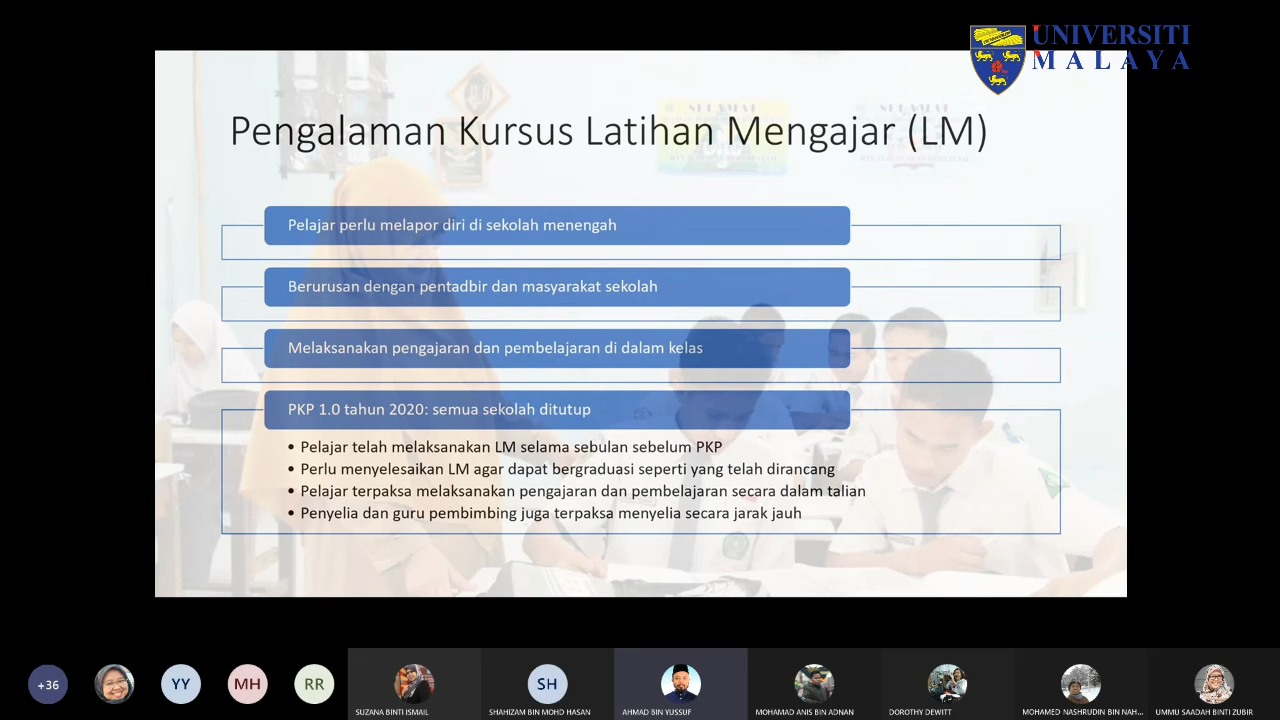 UNIVERSITI
MALAYA
Pengalaman Kursus Latihan Mengajar (LM)
Pelajar perlu melapor diri di sekolah menengah
Berurusan dengan pentadbir dan masyarakat sekolah
Melaksanakan pengajaran dan pembelajaran di dalam kelas
PKP 1.0 tahun 2020: semua sekolah ditutup
• Pelajar telah melaksanakan LM selama sebulan sebelum PKP
• Perlu menyelesaikan LM agar dapat bergraduasi seperti yang telah dirancang
• Pelajar terpaksa melaksanakan pengajaran dan pembelajaran secara dalam talian
• Penyelia dan guru pembimbing juga terpaksa menyelia secara jarak jauh
+36
YY
MH
RR
SUZANA BINTI ISMAIL
SH
SHAHIZAM BIN MOHD HASAN
AHMAD BIN YUSSUF
MOHAMAD ANIS BIN ADNAN
DOROTHY DEWITT
MOHAMED NASHRUDIN BIN NAH...
UMMU SAADAH BINTI ZUBIR